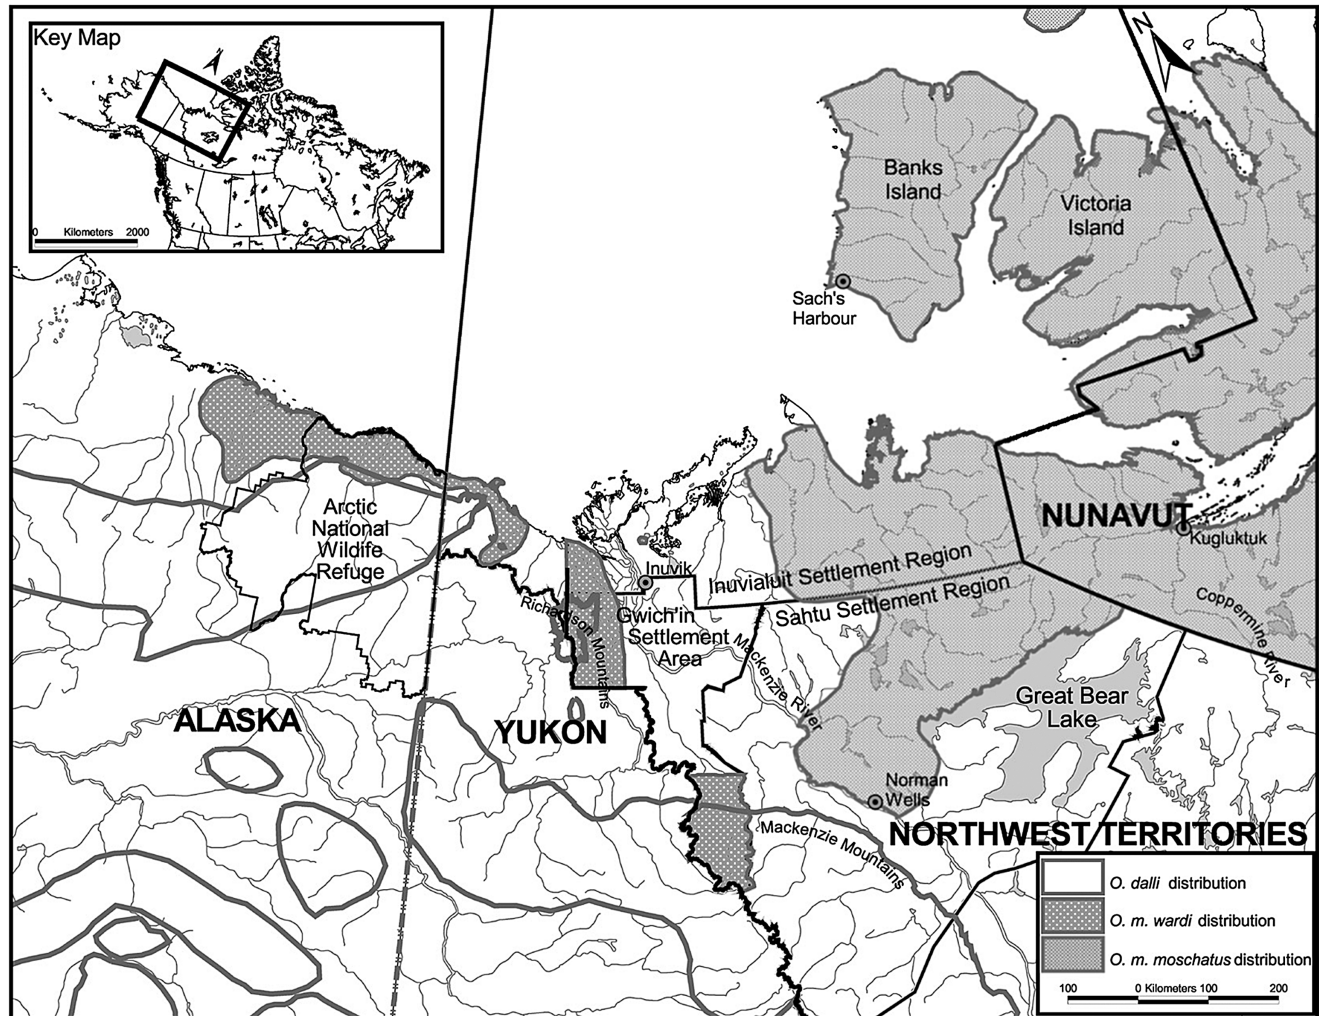 Key Map
N
0 Kilometers 2000
N
Banks
Island
Victoria
Island
Sach's
Harbour
Arctic
National
Wildlife
Refuge
NUNAVUT
Kugluktuk
Inuvik
Inuvialuit Settlement Region
Sahtu Settlement Region
Richardson Mountains
Gwich'in
Settlement
Area
Mackenzie River
Coppermine River
Great Bear
Lake
ALASKA
YUKON
Norman
Wells
Mackenzie Mountains
NORTHWEST TERRITORIES
O. dalli distribution
O. m. wardi distribution
O. m. moschatus distribution
100 0 Kilometers 100 200